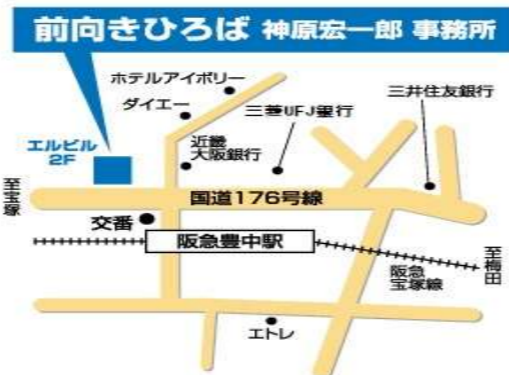 前向きひろば 神原宏一郎 事務所
ホテルアイボリー
ダイエー
三菱UFJ銀行
三井住友銀行
近畿
大阪銀行
エルビル
2F
至宝塚
国道176号線
交番
阪急豊中駅
至梅田
阪急
宝塚線
エトレ